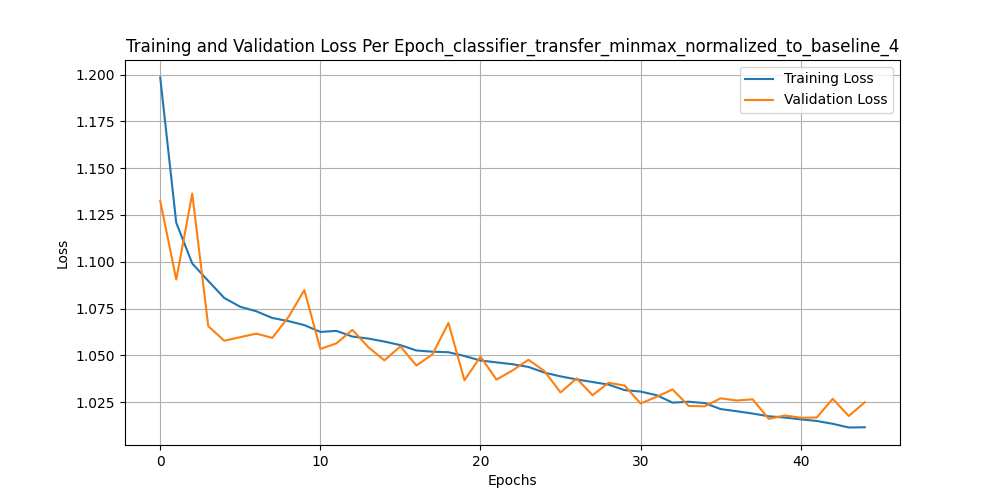 Training and Validation Loss Per Epoch_classifier_transfer_minmax_normalized_to_baseline_4
Training Loss
Validation Loss
1.200
1.175
1.150
1.125
1.100
1.075
1.050
1.025
Loss
0 10 20 30 40
Epochs